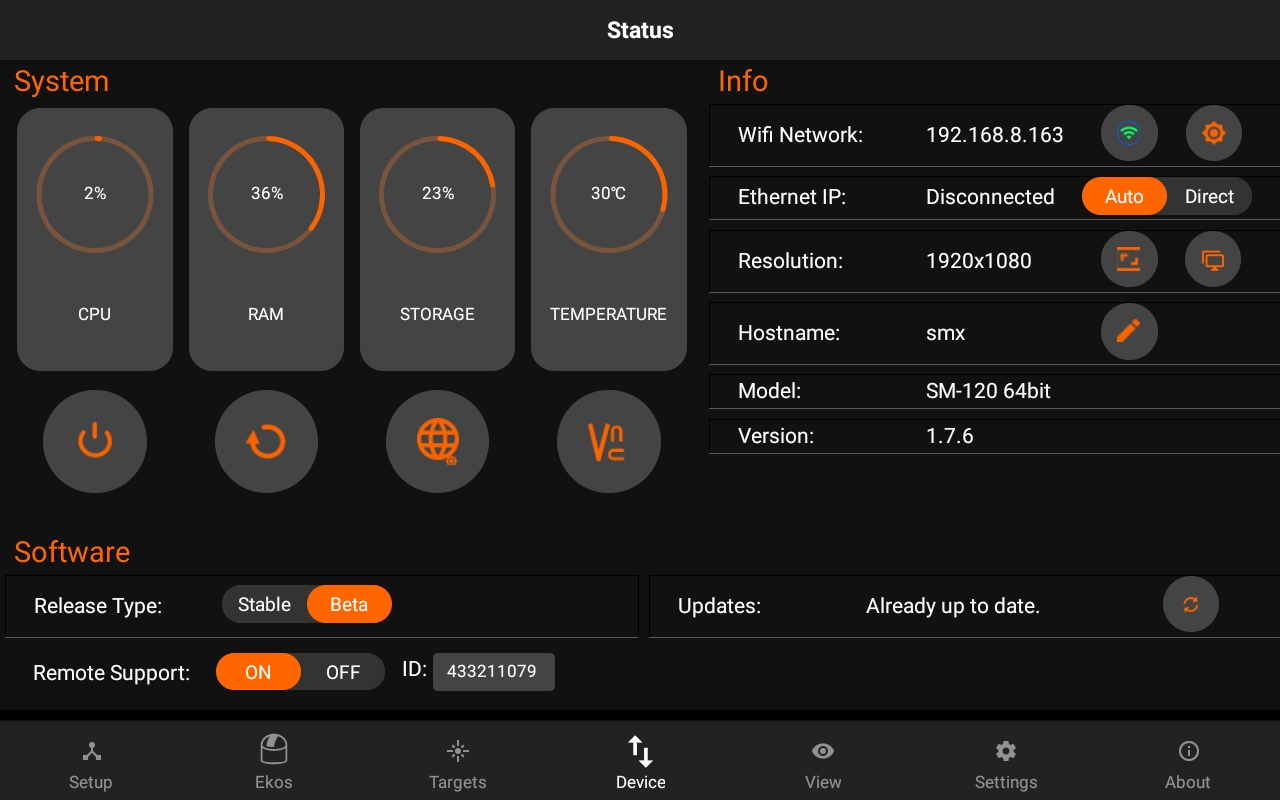 Status
System
2%
36%
23%
30℃
CPU
RAM
STORAGE
TEMPERATURE
Vnc
Info
Wifi Network: 192.168.8.163
Ethernet IP: Disconnected Auto Direct
Resolution: 1920x1080
Hostname: smx
Model: SM-120 64bit
Version: 1.7.6
Software
Release Type: Stable Beta
Updates: Already up to date.
Remote Support: ON OFF ID: 433211079
Setup
Ekos
Targets
Device
View
Settings
About